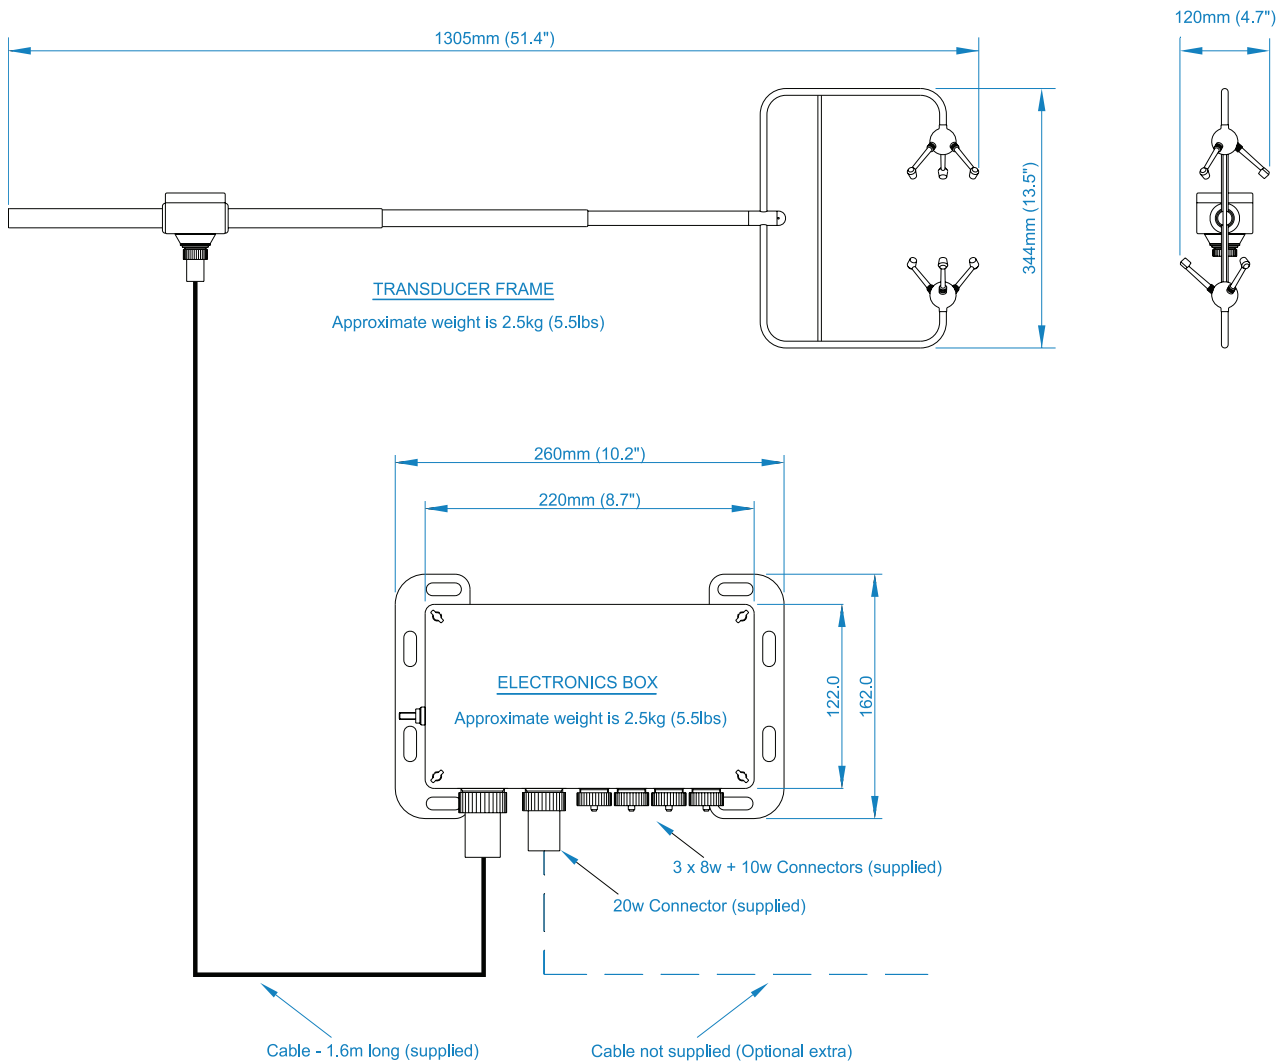 120mm (4.7")
1305mm (51.4")
344mm (13.5")
TRANSDUCER FRAME
Approximate weight is 2.5kg (5.5lbs)
260mm (10.2")
220mm (8.7")
ELECTRONICS BOX
Approximate weight is 2.5kg (5.5lbs)
122.0
162.0
3 x 8w + 10w Connectors (supplied)
20w Connector (supplied)
Cable - 1.6m long (supplied)
Cable not supplied (Optional extra)